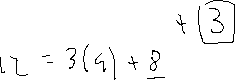 + 3
12 = 3(4) + 8